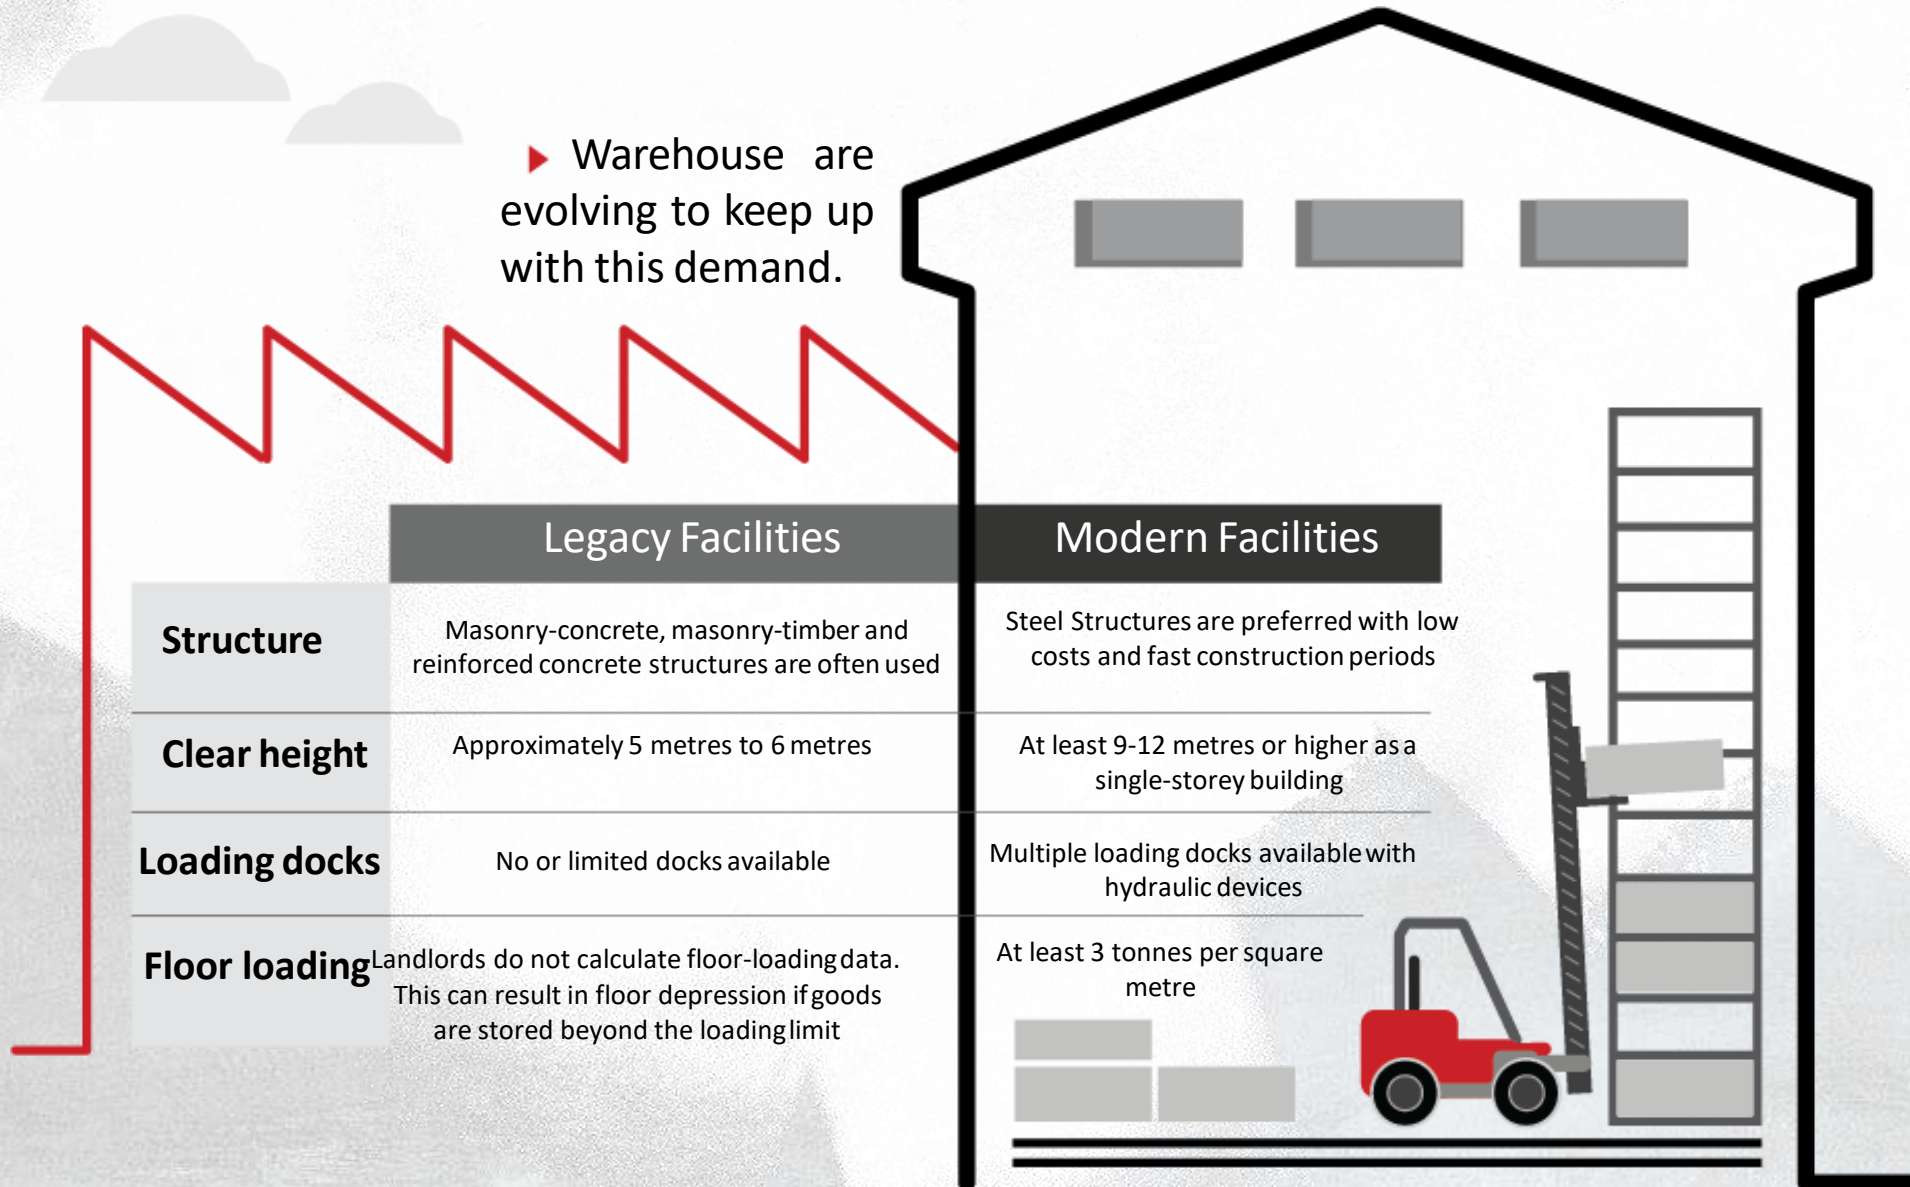 Warehouse are
evolving to keep up
with this demand.
Legacy Facilities
Modern Facilities
Structure
Masonry-concrete, masonry-timber and
reinforced concrete structures are often used
Steel Structures are preferred with low
costs and fast construction periods
Clear height
Approximately 5 metres to 6 metres
At least 9-12 metres or higher as a
single-storey building
Loading docks
No or limited docks available
Multiple loading docks available with
hydraulic devices
Floor loading
Landlords do not calculate floor-loading data.
This can result in floor depression if goods
are stored beyond the loading limit
At least 3 tonnes per square
metre